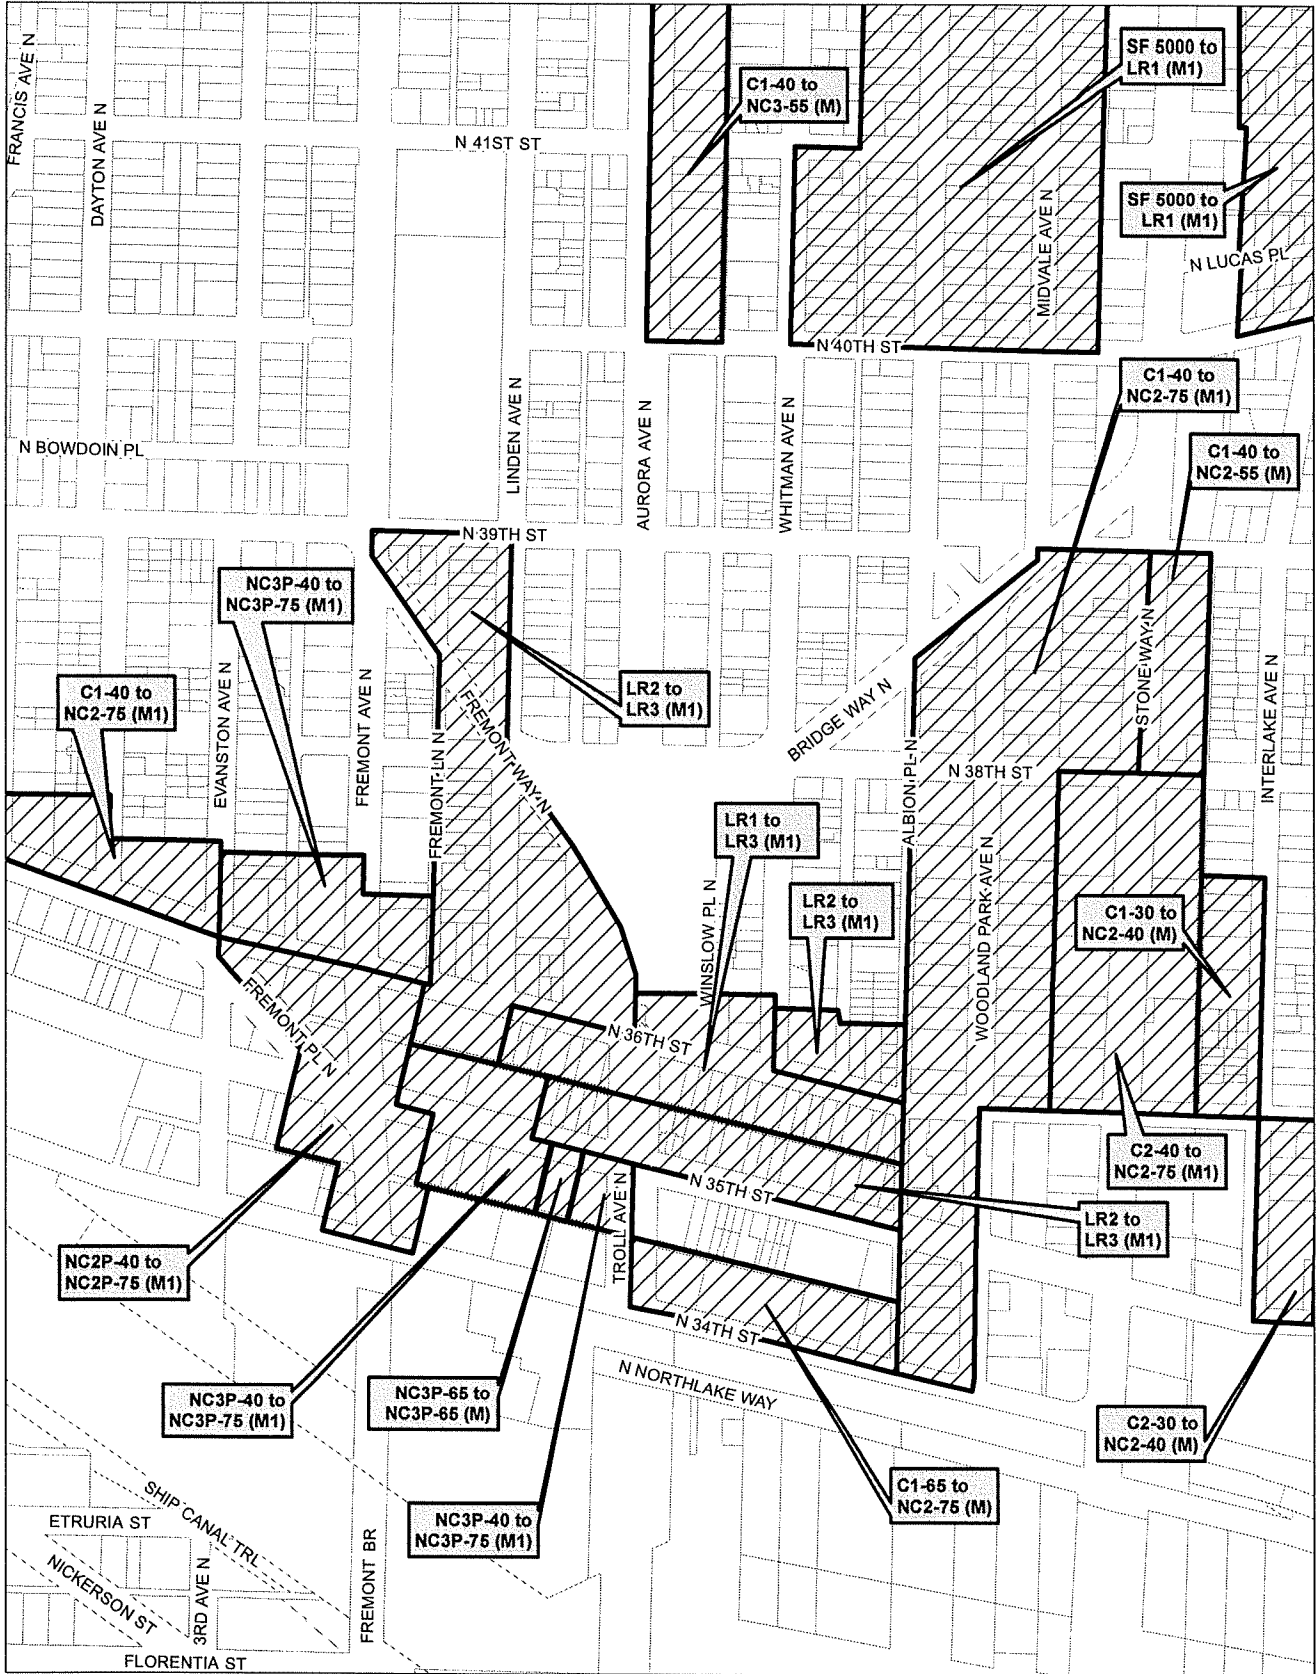 FRANCIS AVE N
DAYTON AVE N
N 41ST ST
C1-40 to
NC3-55 (M)
SF 5000 to
LR1 (M1)
SF 5000 to
LR1 (M1)
MIDVALE AVE N
N LUCAS PL
N 40TH ST
C1-40 to
NC2-75 (M1)
C1-40 to
NC2-55 (M)
N BOWDOIN PL
LINDEN AVE N
AURORA AVE N
WHITMAN AVE N
N 39TH ST
NC3P-40 to
NC3P-75 (M1)
C1-40 to
NC2-75 (M1)
EVANSTON AVE N
FREMONT AVE N
FREMONT LN N
FREMONT WAY N
LR2 to
LR3 (M1)
BRIDGE WAY N
ALBION PL N
STONE WAY N
N 38TH ST
INTERLAKE AVE N
LR1 to
LR3 (M1)
WINSLOW PL N
LR2 to
LR3 (M1)
WOODLAND PARK AVE N
C1-30 to
NC2-40 (M)
FREMONT PL N
N 36TH ST
C2-40 to
NC2-75 (M1)
N 35TH ST
TROLL AVE N
LR2 to
LR3 (M1)
NC2P-40 to
NC2P-75 (M1)
N 34TH ST
N NORTHLAKE WAY
NC3P-40 to
NC3P-75 (M1)
NC3P-65 to
NC3P-65 (M)
C2-30 to
NC2-40 (M)
C1-65 to
NC2-75 (M)
NC3P-40 to
NC3P-75 (M1)
SHIP CANAL TRL
ETRURIA ST
NICKERSON ST
3RD AVE N
FREMONT BR
FLORENTIA ST